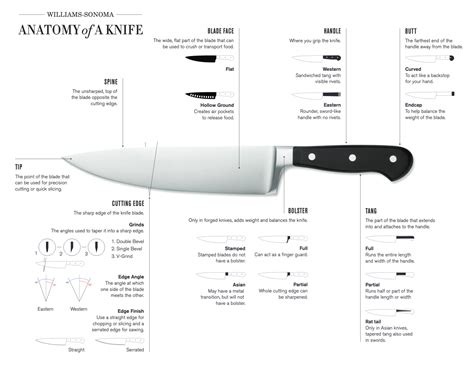 WILLIAMS-SONOMA
ANATOMY of A KNIFE
BLADE FACE
The wide, flat part of the blade that can
be used to crush or transport food.
Flat
Hollow Ground
Creates air pockets
to release food.
HANDLE
Where you grip the knife.
Western
Sandwiched tang with
visible rivets.
Eastern
Rounder, sword-like
handle with no rivets.
BUTT
The farthest end of the
handle away from the blade.
Curved
To act like a backstop
for your hand.
Endcap
To help balance the
weight of the blade.
SPINE
The unsharped, top of
the blade opposite the
cutting edge.
TIP
The point of the blade that
can be used for precision
cutting or quick slicing.
CUTTING EDGE
The sharp edge of the knife blade.
Grinds
The angles used to taper it into a sharp edge.
1. Double Bevel
2. Single Bevel
3. V-Grind
1
2
3
Edge Angle
The angle at which
one side of the blade
meets the other.
Eastern
Western
Edge Finish
Use a straight edge for
chopping or slicing and a
serrated edge for sawing.
Straight
Serrated
BOLSTER
Only in forged knives, adds weight and balances the knife.
Stamped
Stamped blades do not
have a bolster.
Full
Can act as a finger guard.
Asian
May have a metal
transition, but will not
have a bolster.
Partial
Whole cutting edge can
be sharpened.
TANG
The part of the blade that extends
into and attaches to the handle.
Full
Runs the entire length
and width of the handle.
Partial
Runs half or part of the
length of the handle.
Rat tail
Only in Asian knives,
tapered tang also used
as a rivet.